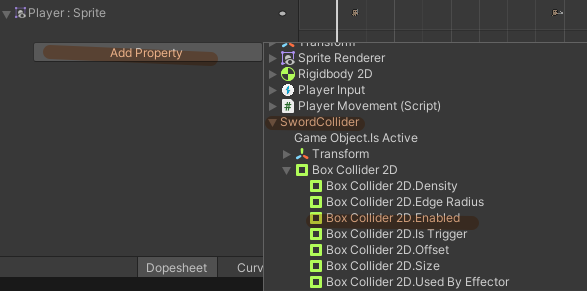 Player : Sprite
Add Property
Transform
Sprite Renderer
Rigidbody 2D
Player Input
Player Movement (Script)
SwordCollider
Game Object.Is Active
Transform
Box Collider 2D
Box Collider 2D.Density
Box Collider 2D.Edge Radius
Box Collider 2D.Enabled
Box Collider 2D.Is Trigger
Box Collider 2D.Offset
Box Collider 2D.Size
Box Collider 2D.Used By Effector
Dopesheet
Curv